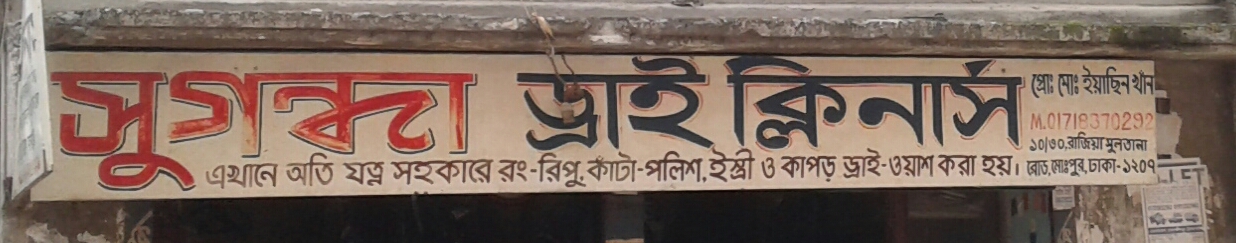 সুগন্ধা ড্রাই ক্লিনার্স
এখানে অতি যত্ন সহকারে রং-রিপু, কাঁটা-পলিশ, ইস্ত্রী ও কাপড় ড্রাই-ওয়াশ করা হয়।
প্রোঃ মোঃ ইয়াছিন খাঁন
M.01718370292
১০/৩০, রাজিয়া সুলতানা
রোড, মোঃপুর, ঢাকা-১২০৭